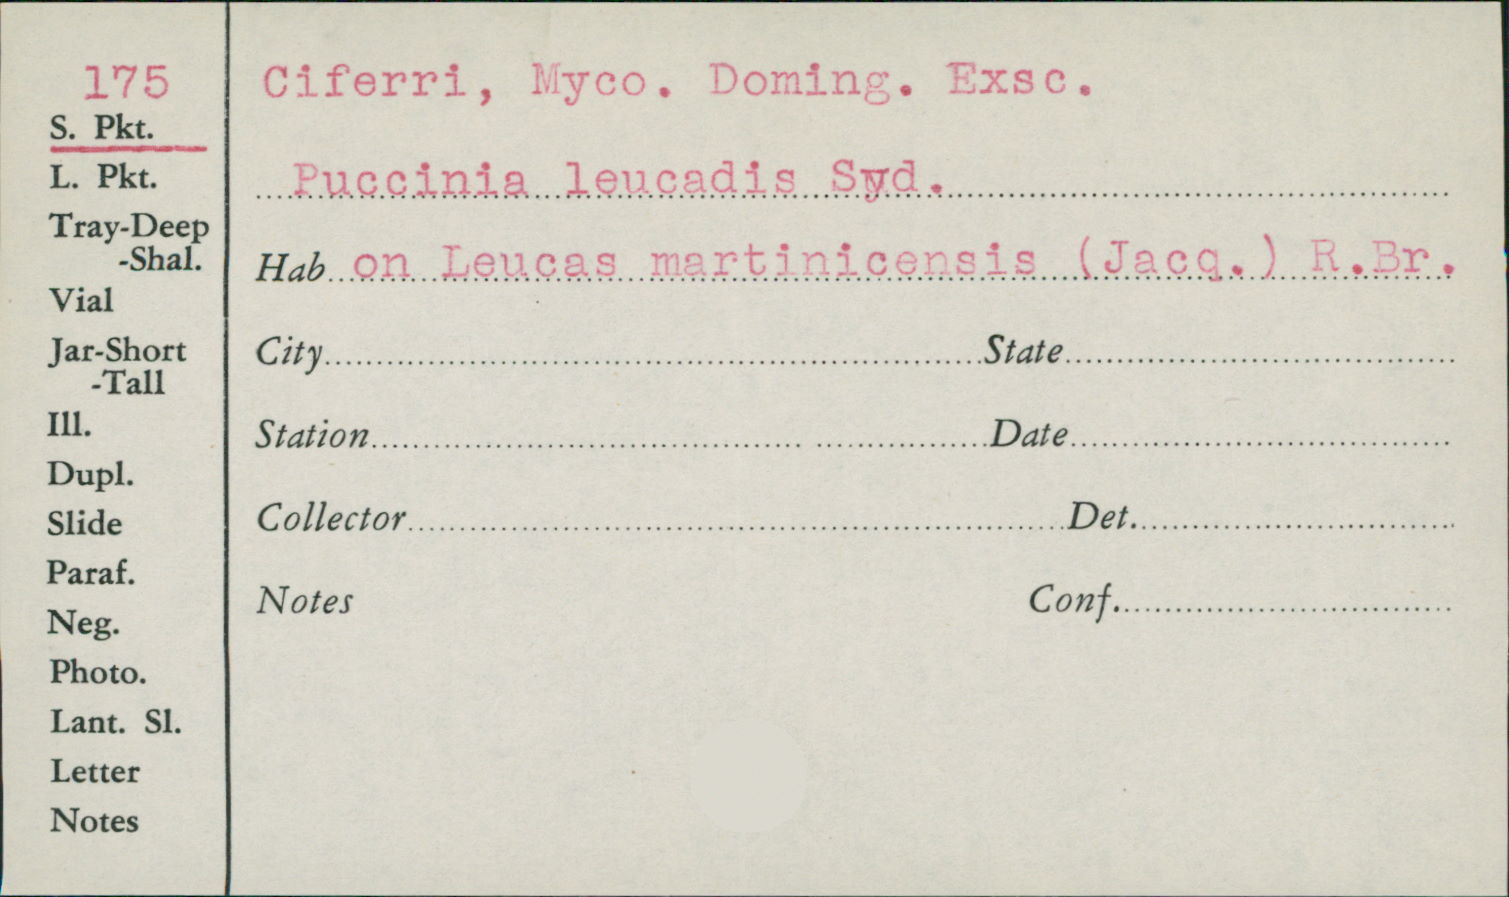 175
S. Pkt.
L. Pkt.
Tray-Deep
-Shal.
Vial
Jar-Short
-Tall
Ill.
Dupl.
Slide
Paraf.
Neg.
Photo.
Lant. Sl.
Letter
Notes
Ciferri, Myco. Doming. Exsc.
Puccinia leucadis Syd.
Hab on Leucas martinicensis (Jacq.) R.Br.
City State
Station Date
Collector Det.
Notes Conf.